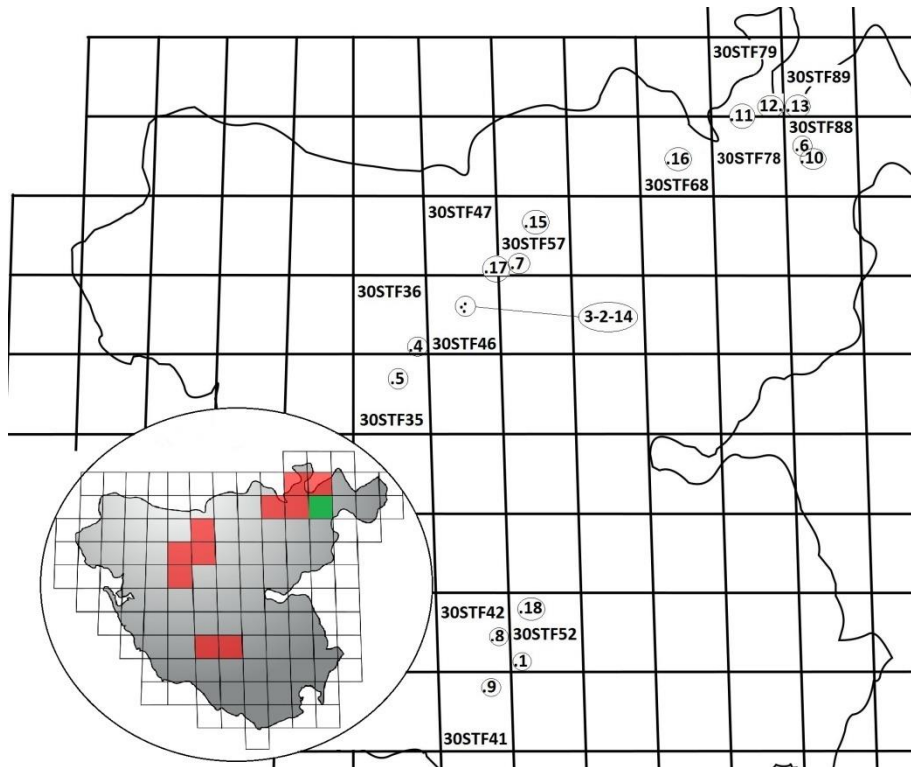 30STF79
30STF89
12.
.13
.11
30STF88
.6
.10
30STF78
.16
30STF68
30STF47
.15
30STF57
.17
.7
30STF36
3-2-14
.4
30STF46
.5
30STF35
30STF42
.18
.8
30STF52
.1
.9
30STF41